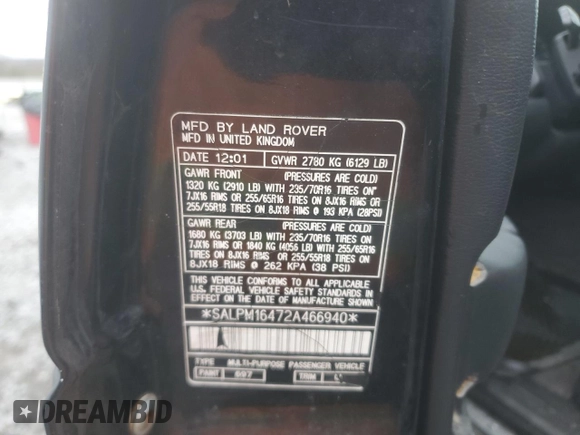 MFD BY LAND ROVER
MFD IN UNITED KINGDOM
DATE 12:01 GVWR 2780 KG (6129 LB)
GAWR FRONT (PRESSURES ARE COLD)
1320 KG (2910 LB) WITH 235/70R16 TIRES ON
7JX16 RIMS OR 255/65R16 TIRES ON 8JX16 RIMS OR
255/55R18 TIRES ON 8JX18 RIMS @ 193 KPA (28PSI)
GAWR REAR (PRESSURES ARE COLD)
1680 KG (3703 LB) WITH 235/70R16 TIRES ON
7JX16 RIMS OR 1840 KG (4056 LB) WITH 255/65R16
TIRES ON 8JX16 RIMS OR 255/55R18 TIRES ON
8JX18 RIMS @ 262 KPA (38 PSI)
THIS VEHICLE CONFORMS TO ALL APPLICABLE
U.S. FEDERAL VEHICLE SAFETY STANDARDS IN
EFFECT ON THE DATE OF MANUFACTURE SHOWN
*SALPM16472A466940*
TYPE MULTI-PURPOSE PASSENGER VEHICLE
PAINT 697 TRIM
DREAMBID